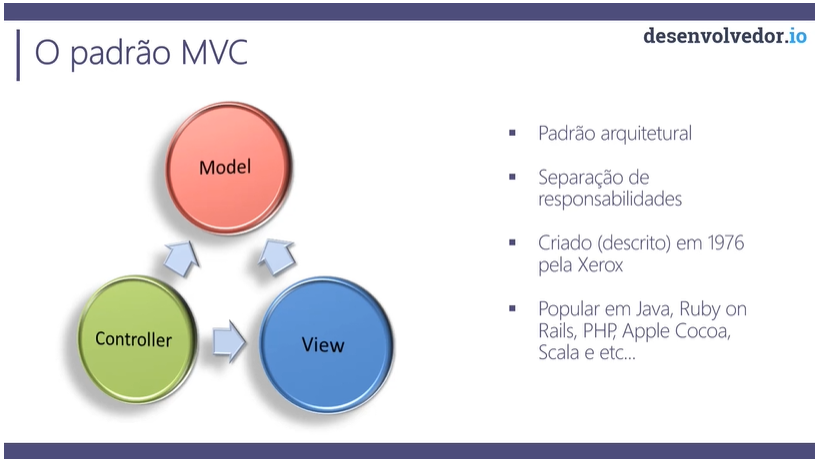 desenvolvedor.io
O padrão MVC
Model
Controller
View
Padrão arquitetural
Separação de
responsabilidades
Criado (descrito) em 1976
pela Xerox
Popular em Java, Ruby on
Rails, PHP, Apple Cocoa,
Scala e etc...